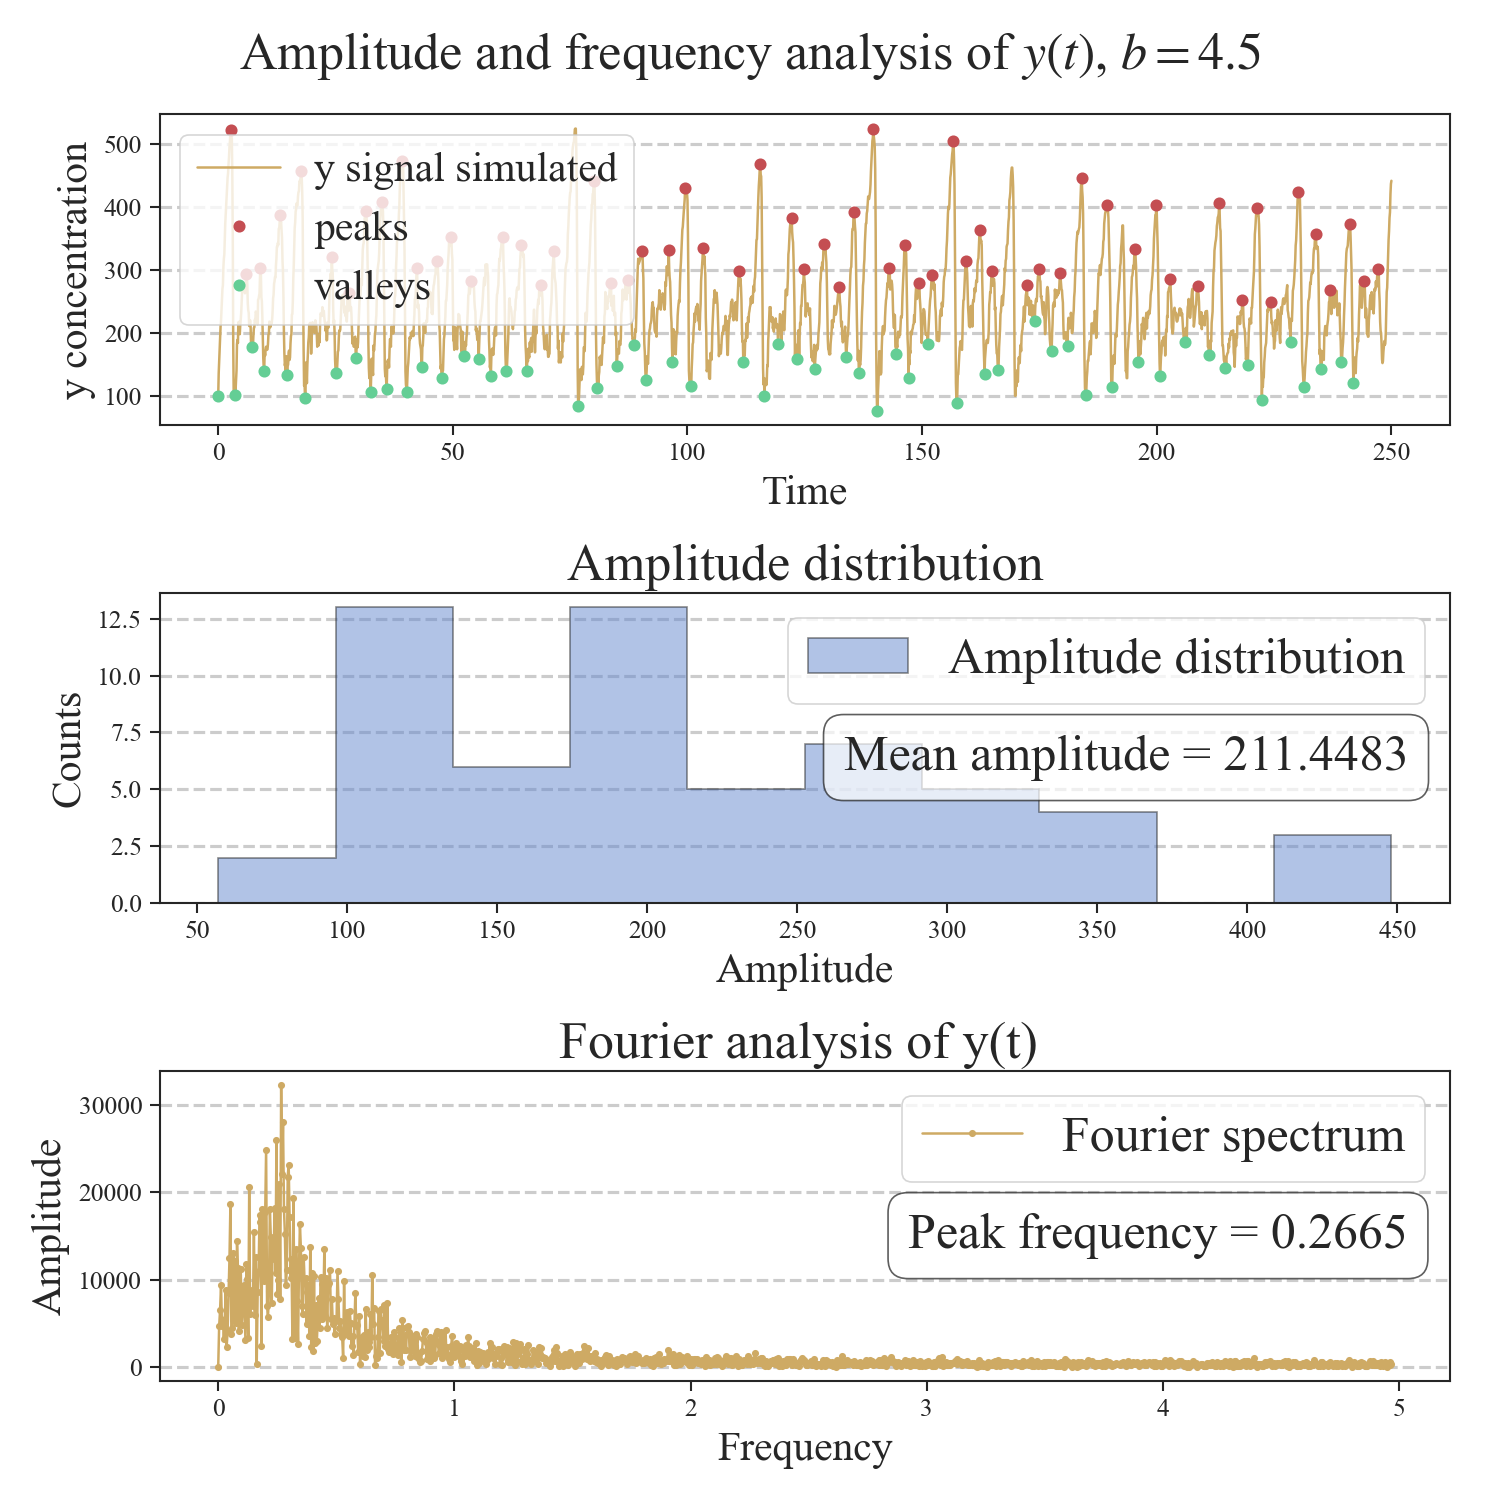 Amplitude and frequency analysis of y(t), b = 4.5
y concentration
500
400
300
200
100
y signal simulated
peaks
valleys
0 50 100 150 200 250
Time
Amplitude distribution
Counts
12.5
10.0
7.5
5.0
2.5
0.0
Amplitude distribution
Mean amplitude = 211.4483
50 100 150 200 250 300 350 400 450
Amplitude
Fourier analysis of y(t)
Amplitude
30000
20000
10000
0
Fourier spectrum
Peak frequency = 0.2665
0 1 2 3 4 5
Frequency